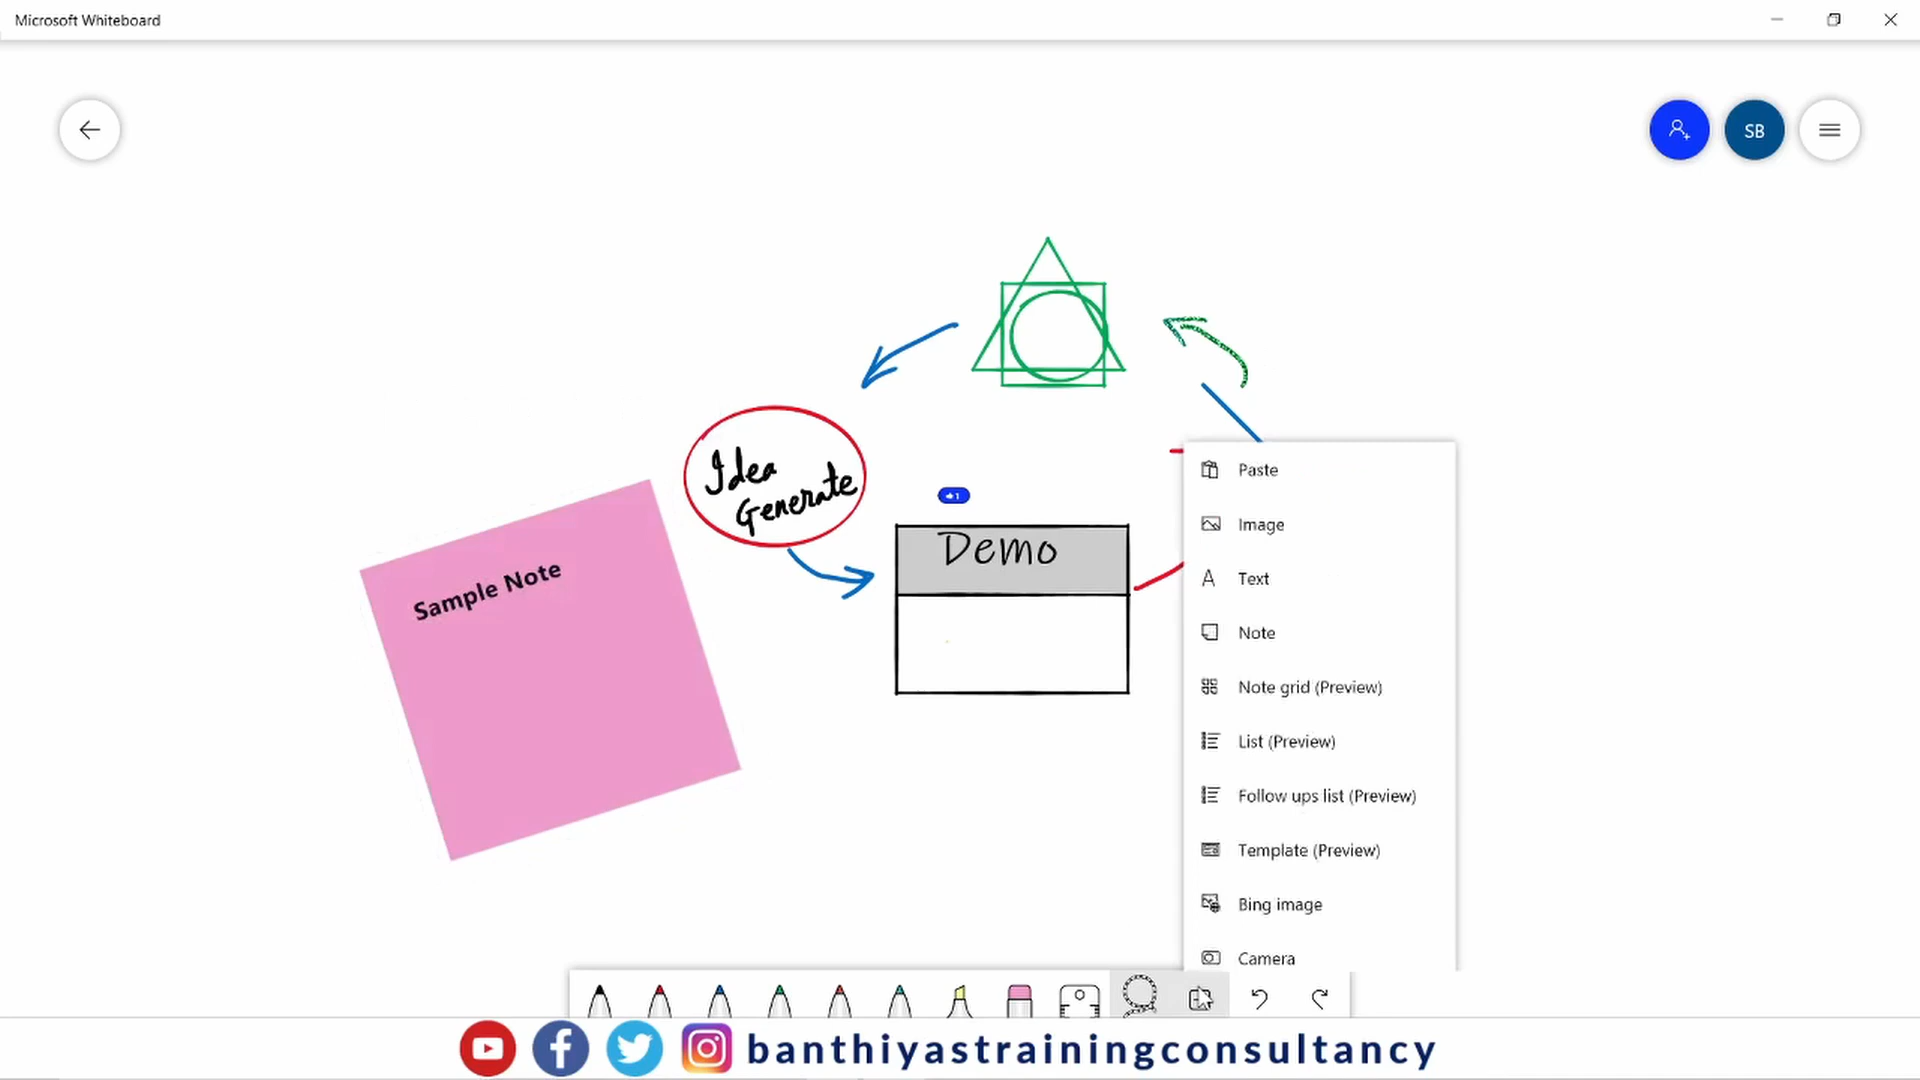 Microsoft Whiteboard
SB
Idea
Generate
1
Demo
Sample Note
Paste
Image
Text
Note
Note grid (Preview)
List (Preview)
Follow ups list (Preview)
Template (Preview)
Bing image
Camera
banthiyastrainingconsultancy